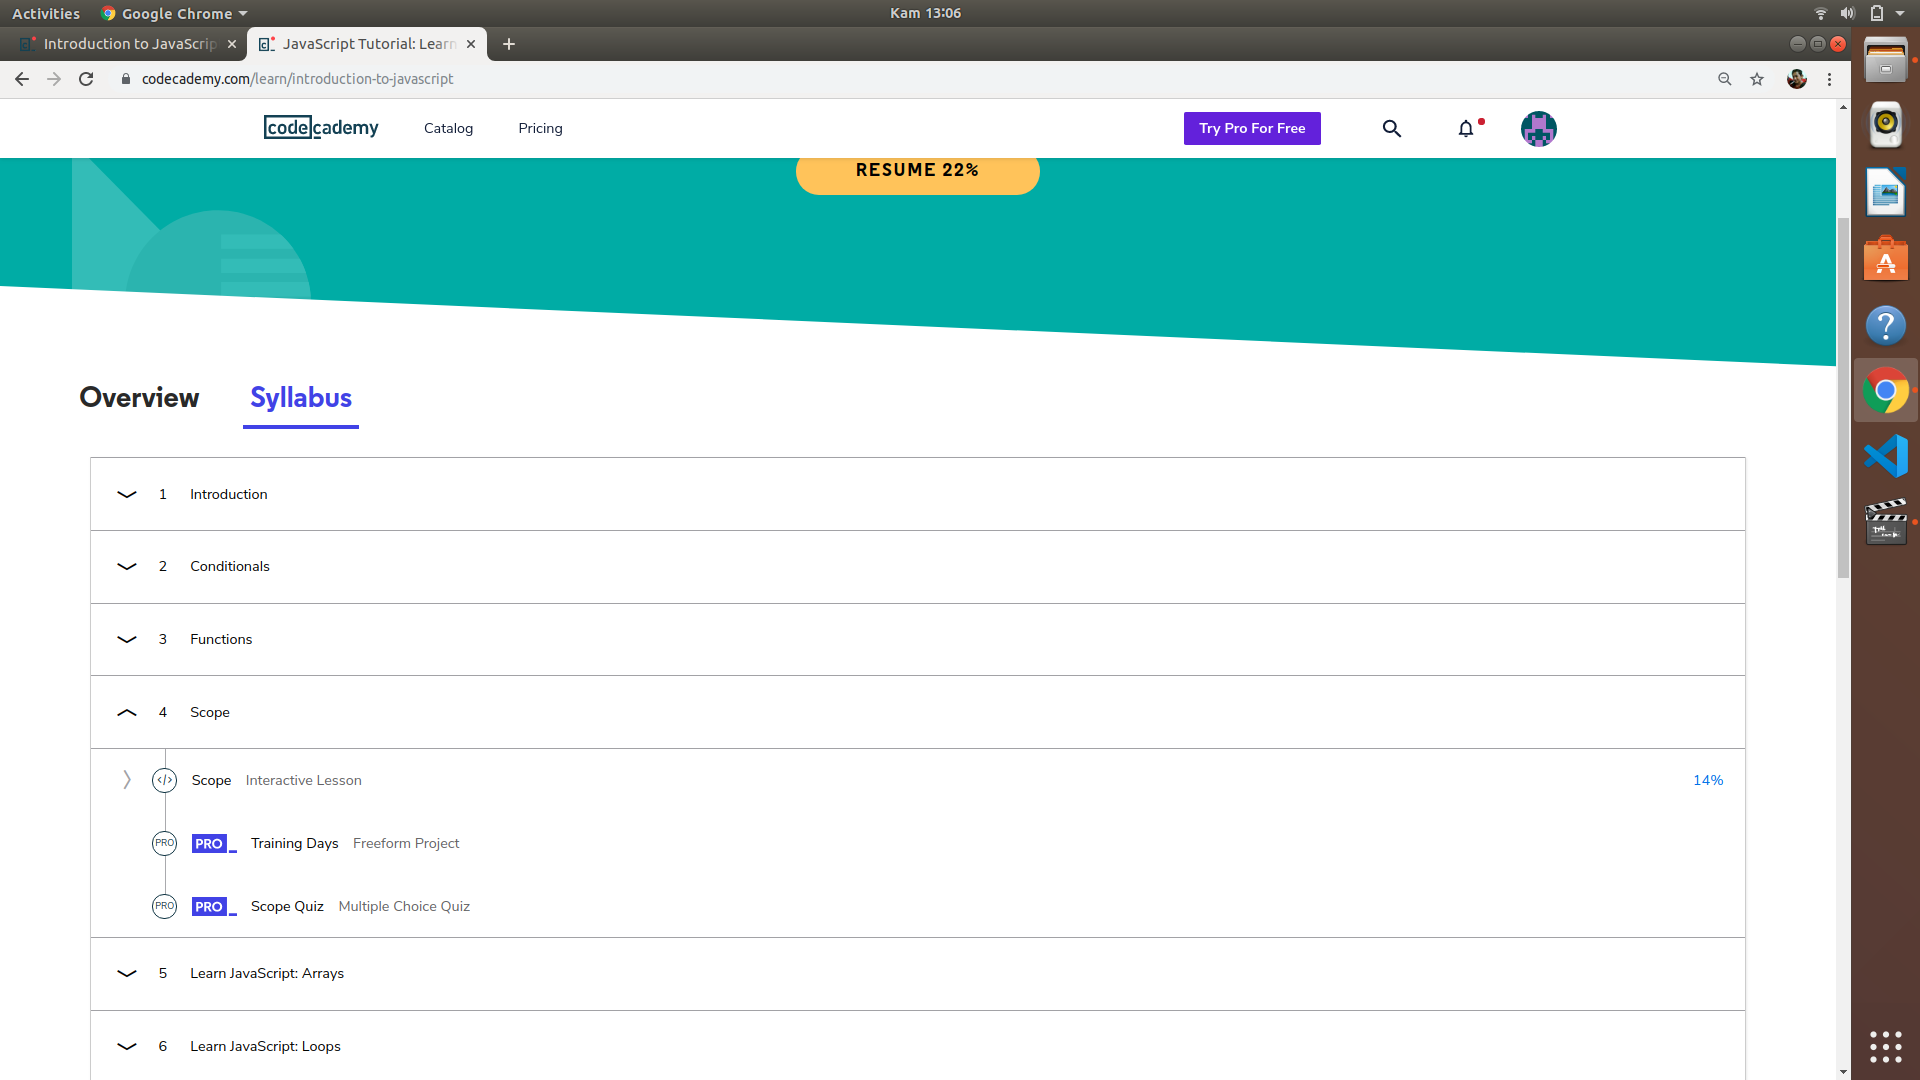 Activities Google Chrome Kam 13:06
Introduction to JavaScrip JavaScript Tutorial: Learn
codecademy.com/learn/introduction-to-javascript
codecademy Catalog Pricing Try Pro For Free
RESUME 22%
Overview Syllabus
1 Introduction
2 Conditionals
3 Functions
4 Scope
</> Scope Interactive Lesson 14%
PRO PRO_ Training Days Freeform Project
PRO PRO_ Scope Quiz Multiple Choice Quiz
5 Learn JavaScript: Arrays
6 Learn JavaScript: Loops